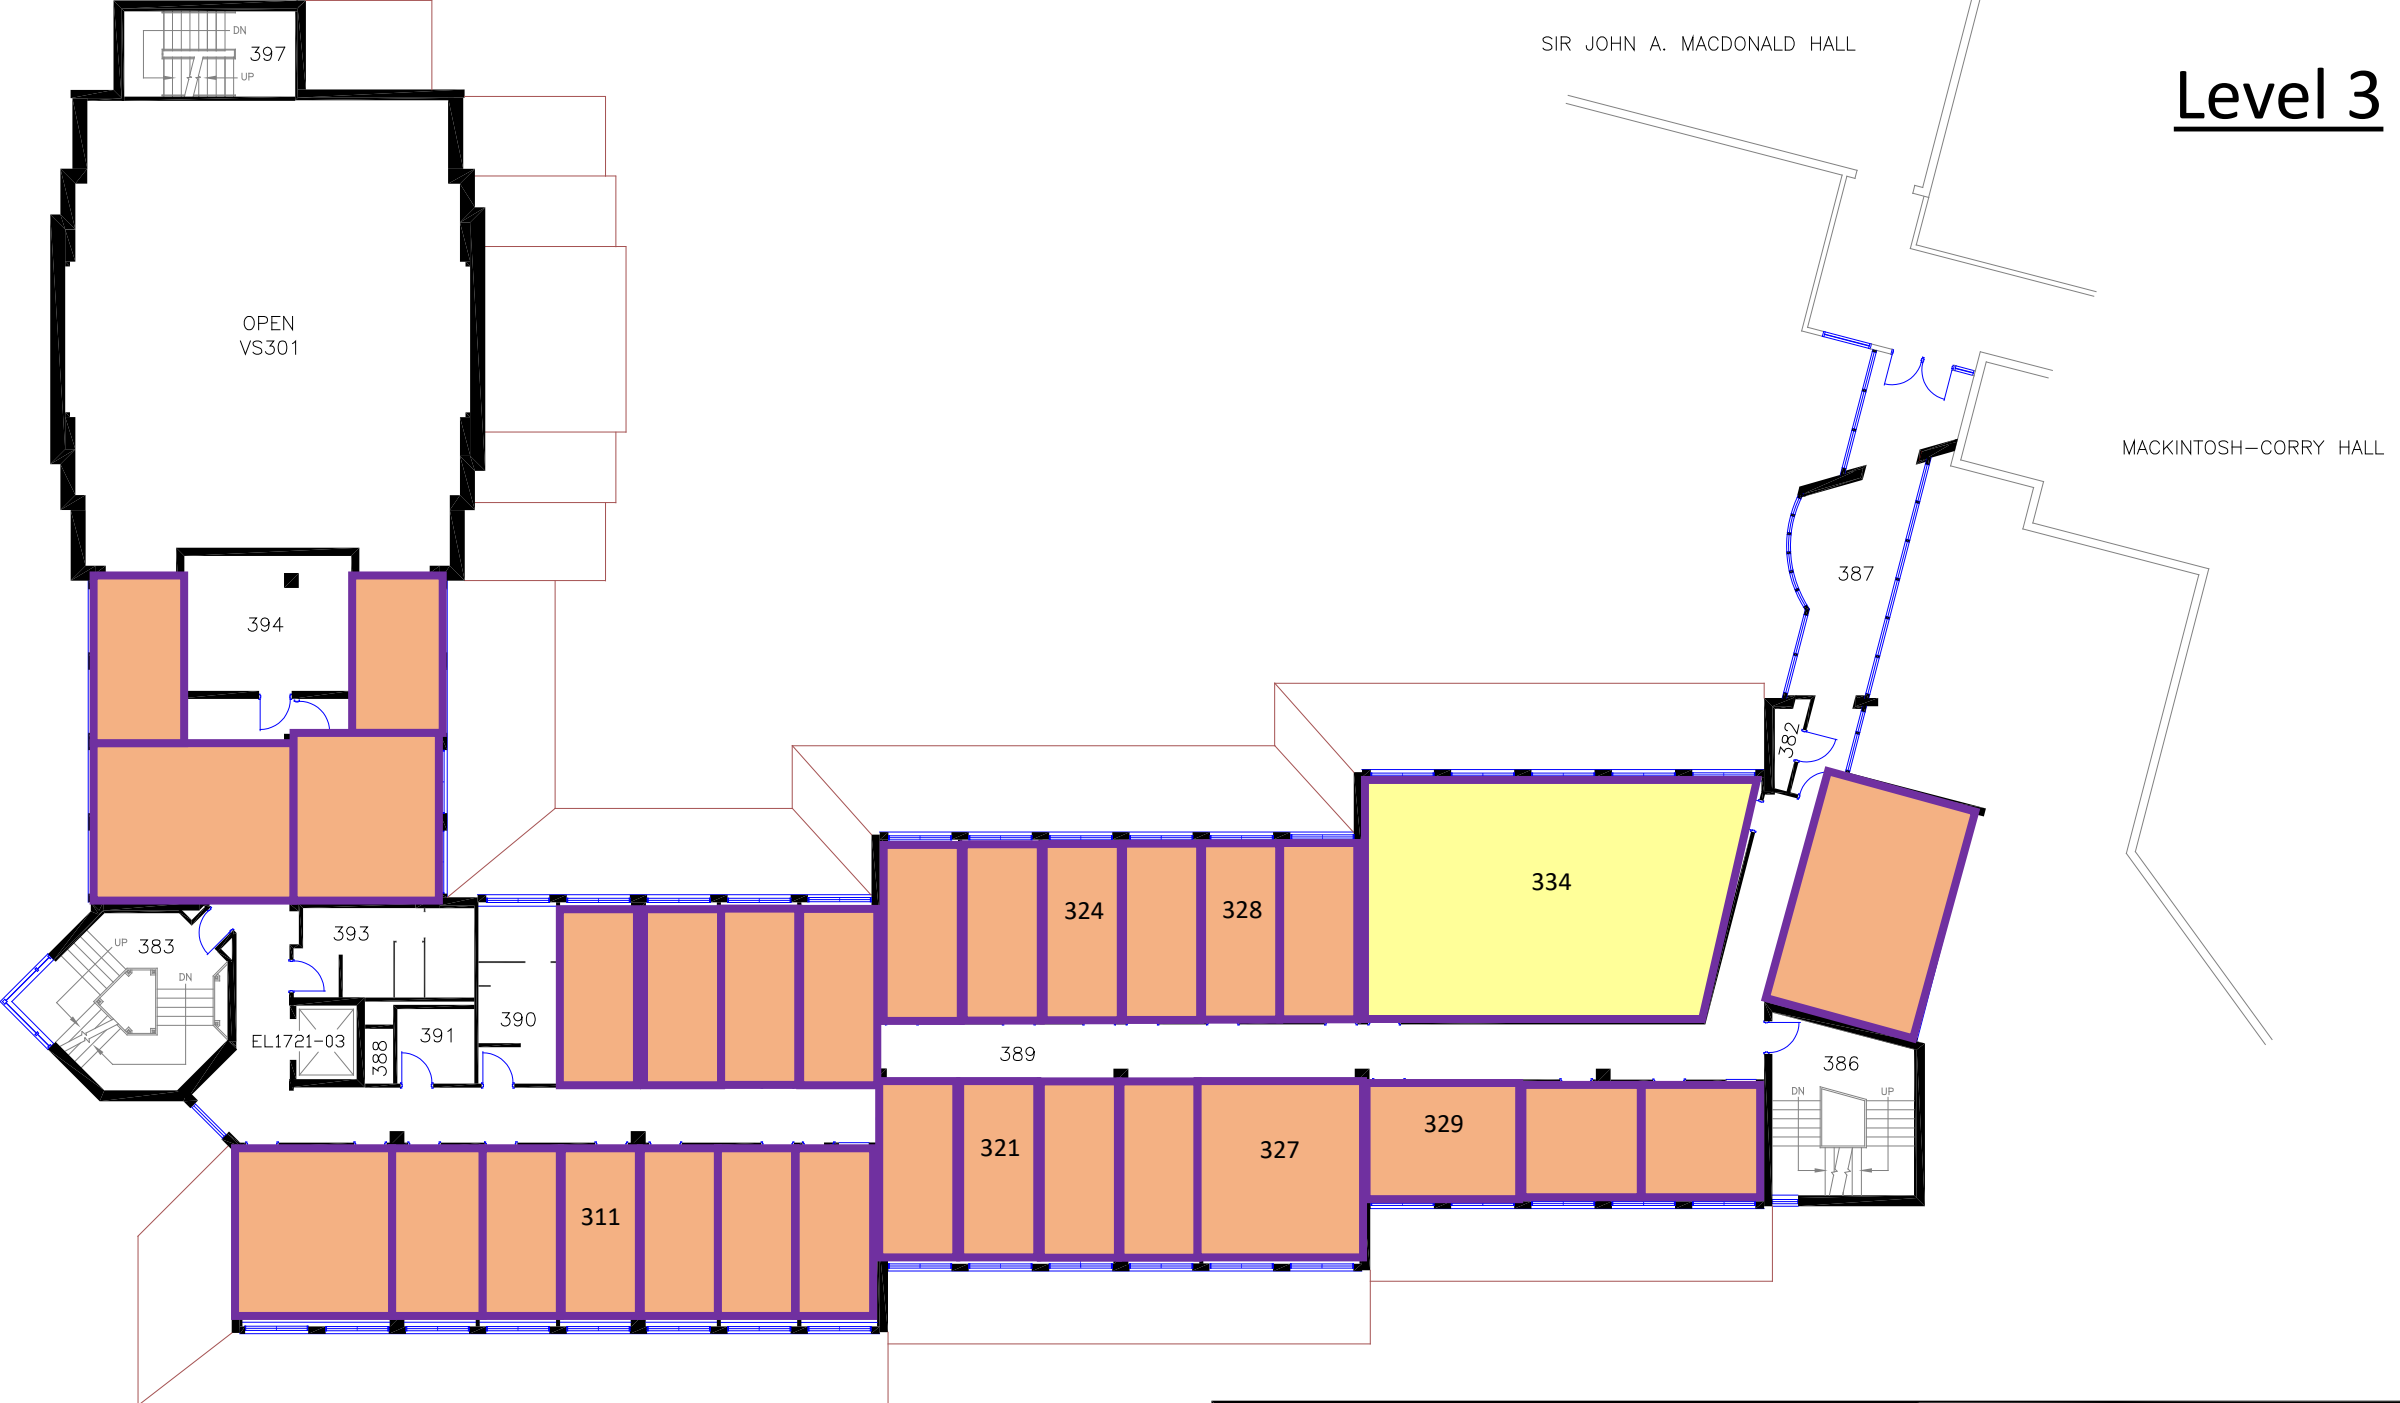 DN
397
UP
SIR JOHN A. MACDONALD HALL
Level 3
OPEN
VS301
MACKINTOSH-CORRY HALL
387
394
382
334
324
328
393
383
UP
DN
390
391
388
EL1721-03
389
386
DN
UP
329
321
327
311